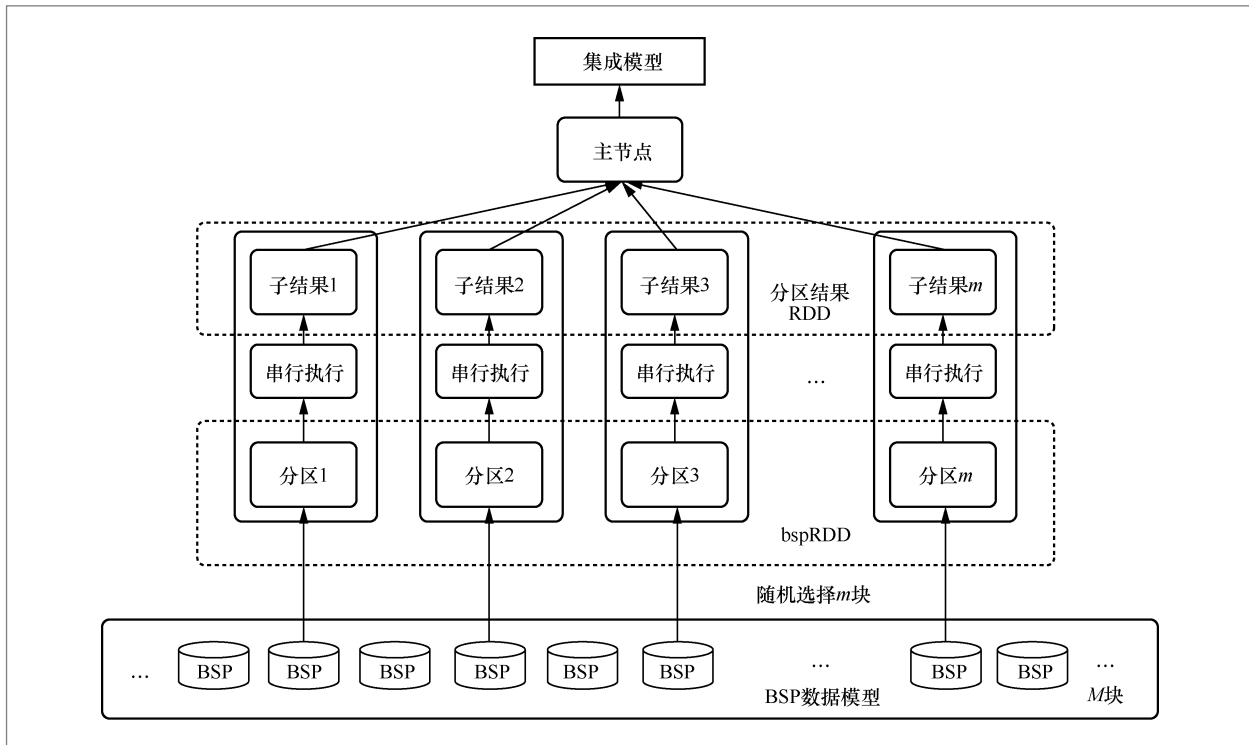 集成模型
主节点
子结果1
子结果2
子结果3
分区结果
RDD
子结果m
串行执行
串行执行
串行执行
…
串行执行
分区1
分区2
分区3
分区m
bspRDD
随机选择m块
…
BSP
BSP
BSP
BSP
BSP
BSP
…
BSP
BSP
…
BSP数据模型
M块